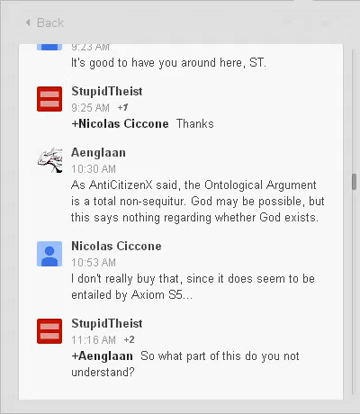 Back
9:23 AM
It's good to have you around here, ST.
StupidTheist
9:25 AM +1
+Nicolas Ciccone Thanks
Aenglaan
10:30 AM
As AntiCitizenX said, the Ontological Argument
is a total non-sequitur. God may be possible, but
this says nothing regarding whether God exists.
Nicolas Ciccone
10:53 AM
I don't really buy that, since it does seem to be
entailed by Axiom S5...
StupidTheist
11:16 AM +2
+Aenglaan So what part of this do you not
understand?